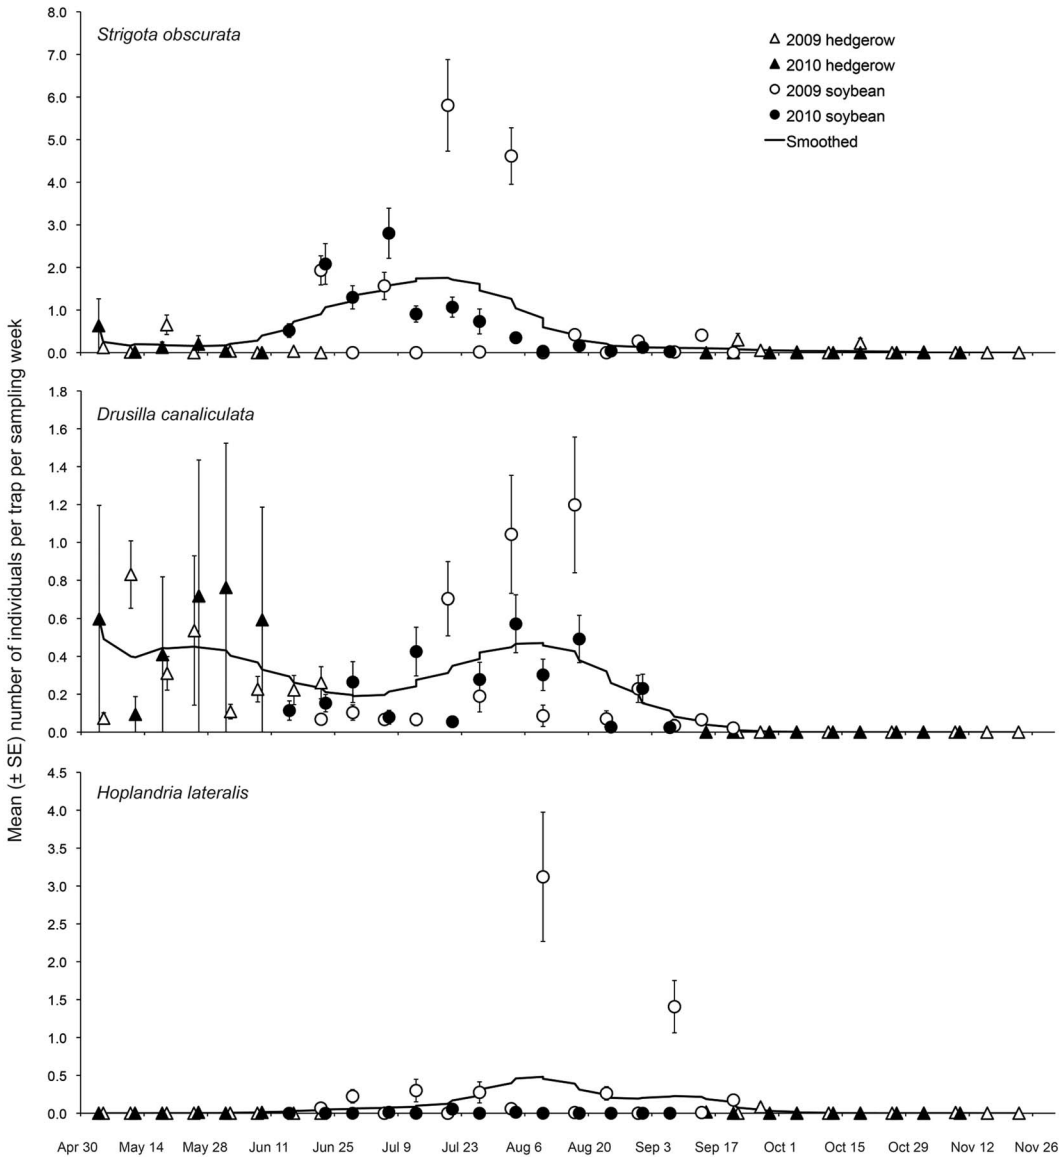 Mean (± SE) number of individuals per trap per sampling week
8.0
Strigota obscurata
7.0
6.0
5.0
4.0
3.0
2.0
1.0
0.0
2009 hedgerow
2010 hedgerow
2009 soybean
2010 soybean
Smoothed
1.8
Drusilla canaliculata
1.6
1.4
1.2
1.0
0.8
0.6
0.4
0.2
0.0
4.5
Hoplandria lateralis
4.0
3.5
3.0
2.5
2.0
1.5
1.0
0.5
0.0
Apr 30 May 14 May 28 Jun 11 Jun 25 Jul 9 Jul 23 Aug 6 Aug 20 Sep 3 Sep 17 Oct 1 Oct 15 Oct 29 Nov 12 Nov 26